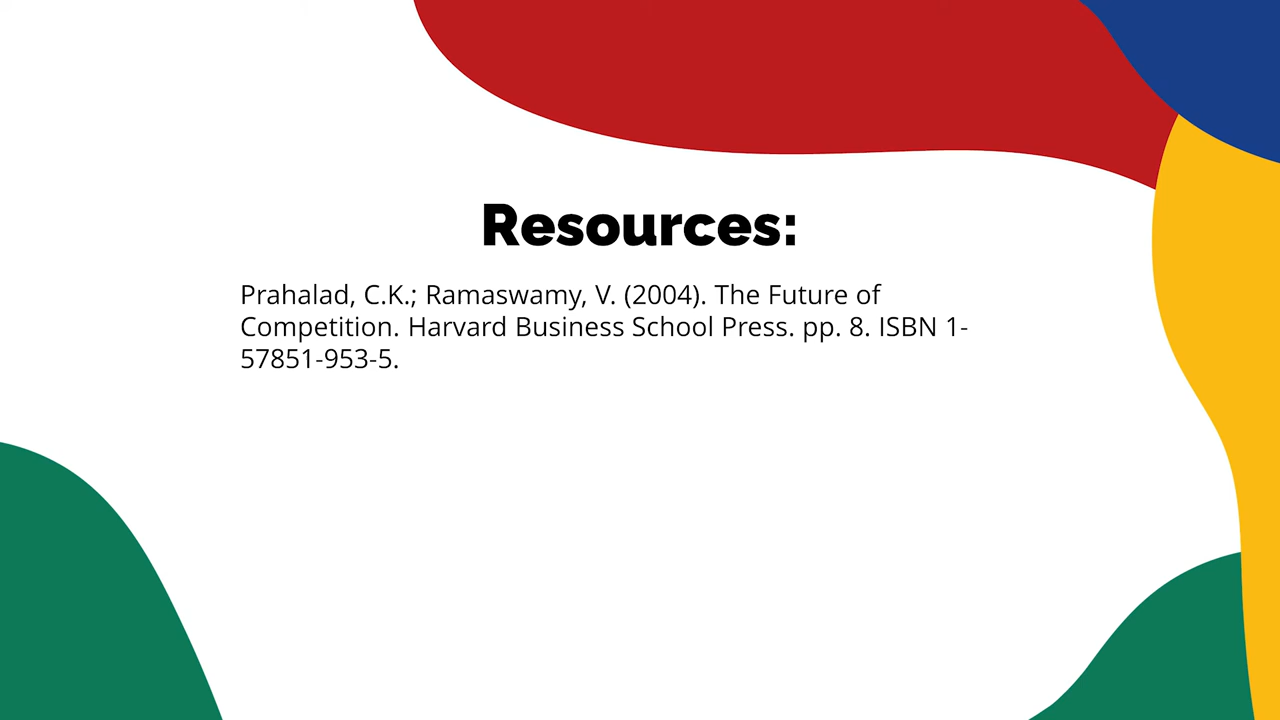 Resources:
Prahalad, C.K.; Ramaswamy, V. (2004). The Future of
Competition. Harvard Business School Press. pp. 8. ISBN 1-
57851-953-5.